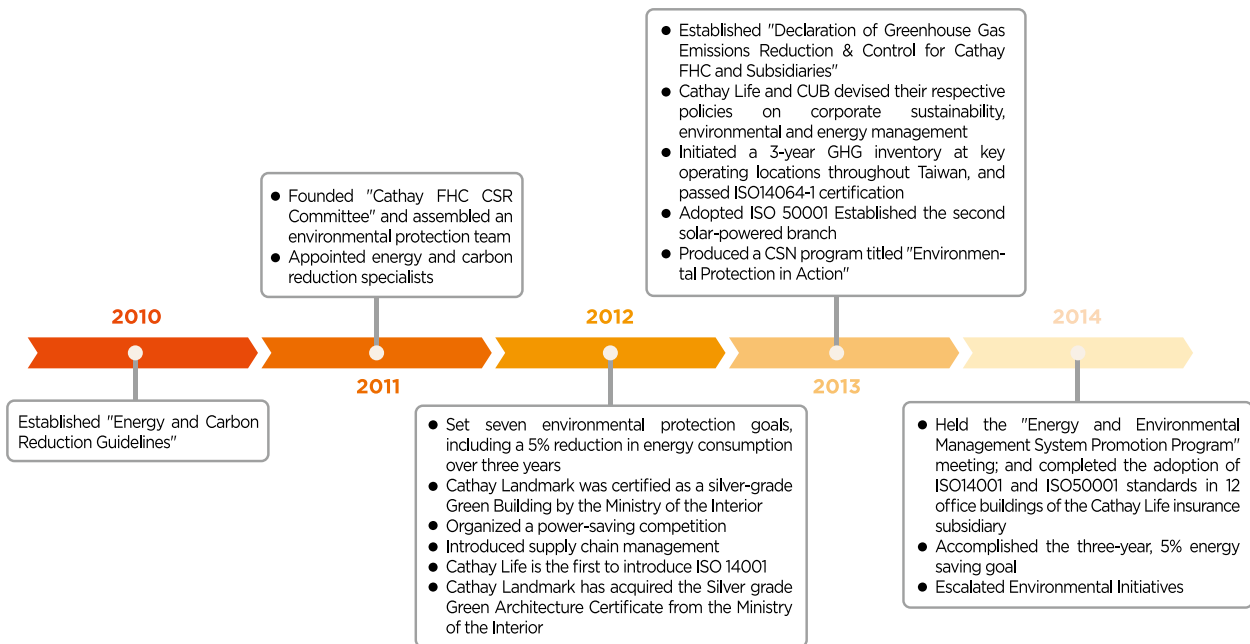 2010
Established "Energy and Carbon
Reduction Guidelines"
● Founded "Cathay FHC CSR
Committee" and assembled an
environmental protection team
● Appointed energy and carbon
reduction specialists
2011
2012
● Set seven environmental protection goals,
including a 5% reduction in energy consumption
over three years
● Cathay Landmark was certified as a silver-grade
Green Building by the Ministry of the Interior
● Organized a power-saving competition
● Introduced supply chain management
● Cathay Life is the first to introduce ISO 14001
● Cathay Landmark has acquired the Silver grade
Green Architecture Certificate from the Ministry
of the Interior
● Established "Declaration of Greenhouse Gas
Emissions Reduction & Control for Cathay
FHC and Subsidiaries"
● Cathay Life and CUB devised their respective
policies on corporate sustainability,
environmental and energy management
● Initiated a 3-year GHG inventory at key
operating locations throughout Taiwan, and
passed ISO14064-1 certification
● Adopted ISO 50001 Established the second
solar-powered branch
● Produced a CSN program titled "Environmen-
tal Protection in Action"
2013
2014
● Held the "Energy and Environmental
Management System Promotion Program"
meeting; and completed the adoption of
ISO14001 and ISO50001 standards in 12
office buildings of the Cathay Life insurance
subsidiary
● Accomplished the three-year, 5% energy
saving goal
● Escalated Environmental Initiatives